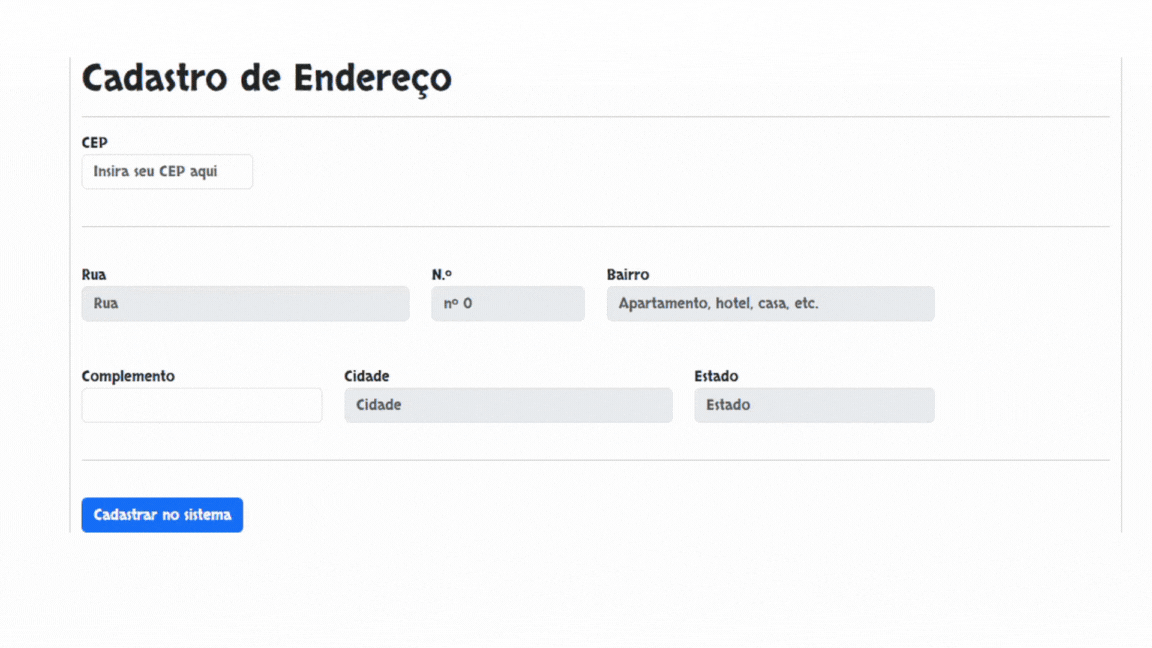 Cadastro de Endereço
CEP
Insira seu CEP aqui
Rua N.º Bairro
Rua nº 0 Apartamento, hotel, casa, etc.
Complemento Cidade Estado
Cidade Estado
Cadastrar no sistema